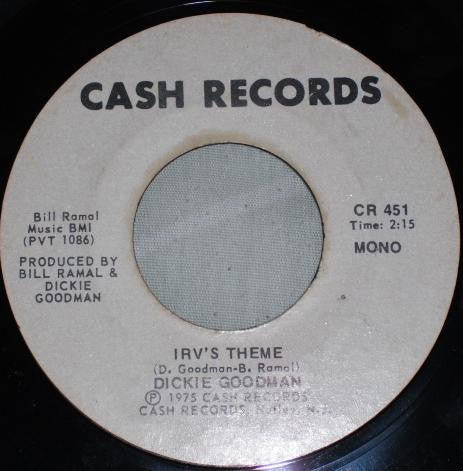 CASH RECORDS
Bill Ramal
Music BMI
(PVT 1086)
PRODUCED BY
BILL RAMAL &
DICKIE
GOODMAN
CR 451
Time: 2:15
MONO
IRV'S THEME
(D. Goodman-B. Ramal)
DICKIE GOODMAN
Ⓟ 1975 CASH RECORDS
CASH RECORDS, Nutley, N.J.